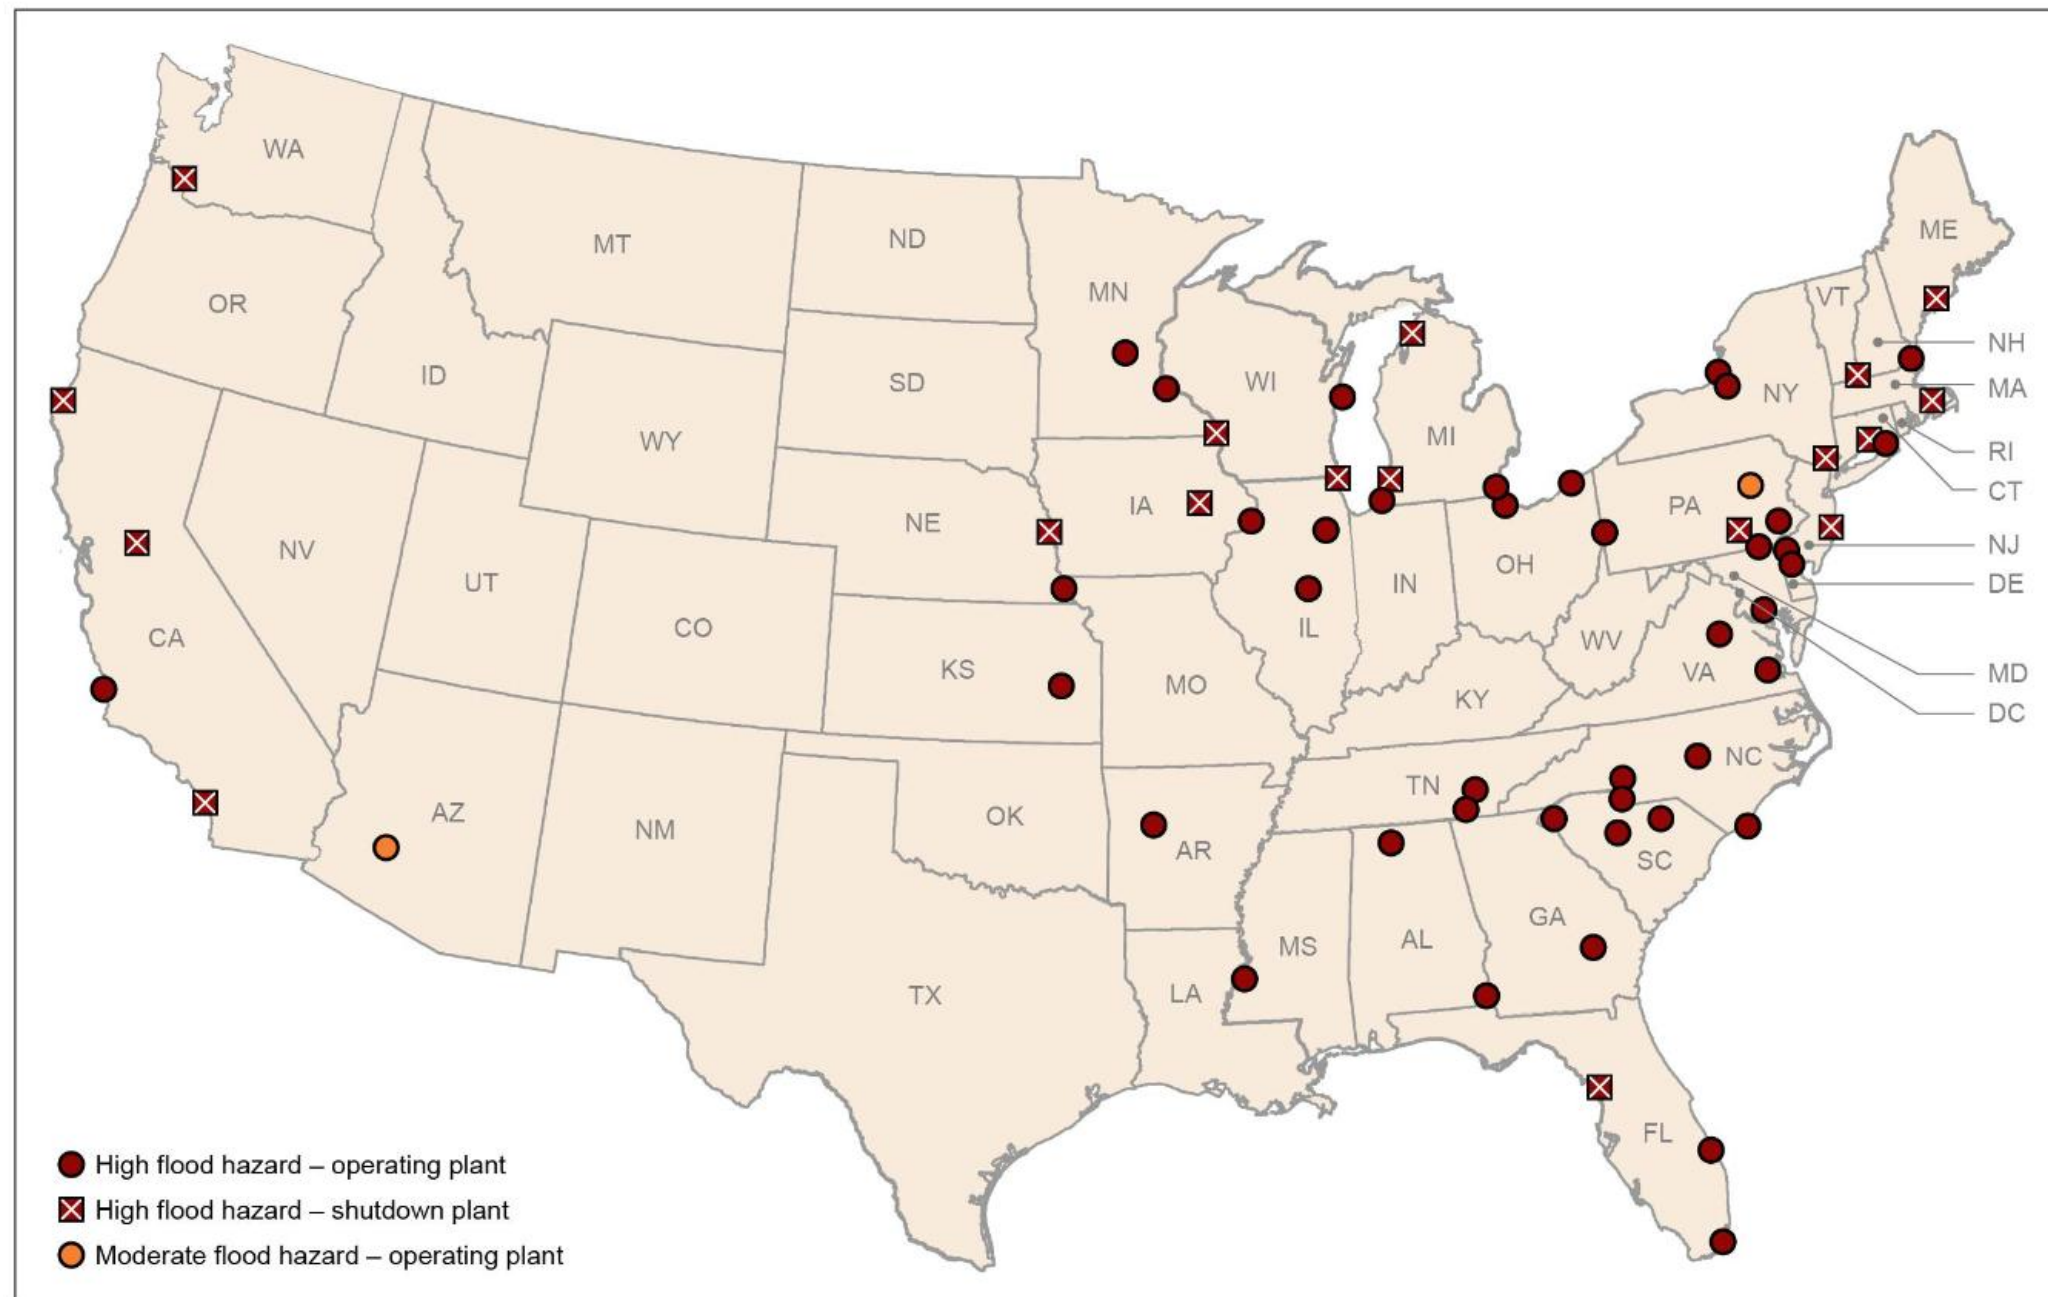 WA
MT
ND
MN
ME
OR
ID
SD
WI
VT
NH
MA
NY
WY
MI
RI
CT
IA
PA
NE
NV
UT
CO
IL
IN
OH
NJ
DE
CA
KS
MO
WV
VA
KY
MD
DC
AZ
NM
OK
AR
TN
NC
SC
TX
LA
MS
AL
GA
FL
High flood hazard – operating plant
High flood hazard – shutdown plant
Moderate flood hazard – operating plant